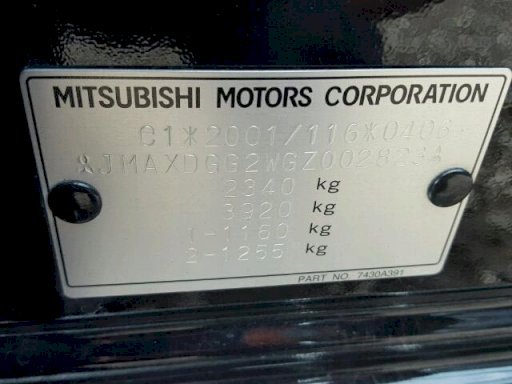 MITSUBISHI MOTORS CORPORATION
C1*2001/116*0406
*JMAXDGG2WGZ002823*
2340 kg
3920 kg
1-1160 kg
2-1255 kg
PART NO. 7430A391